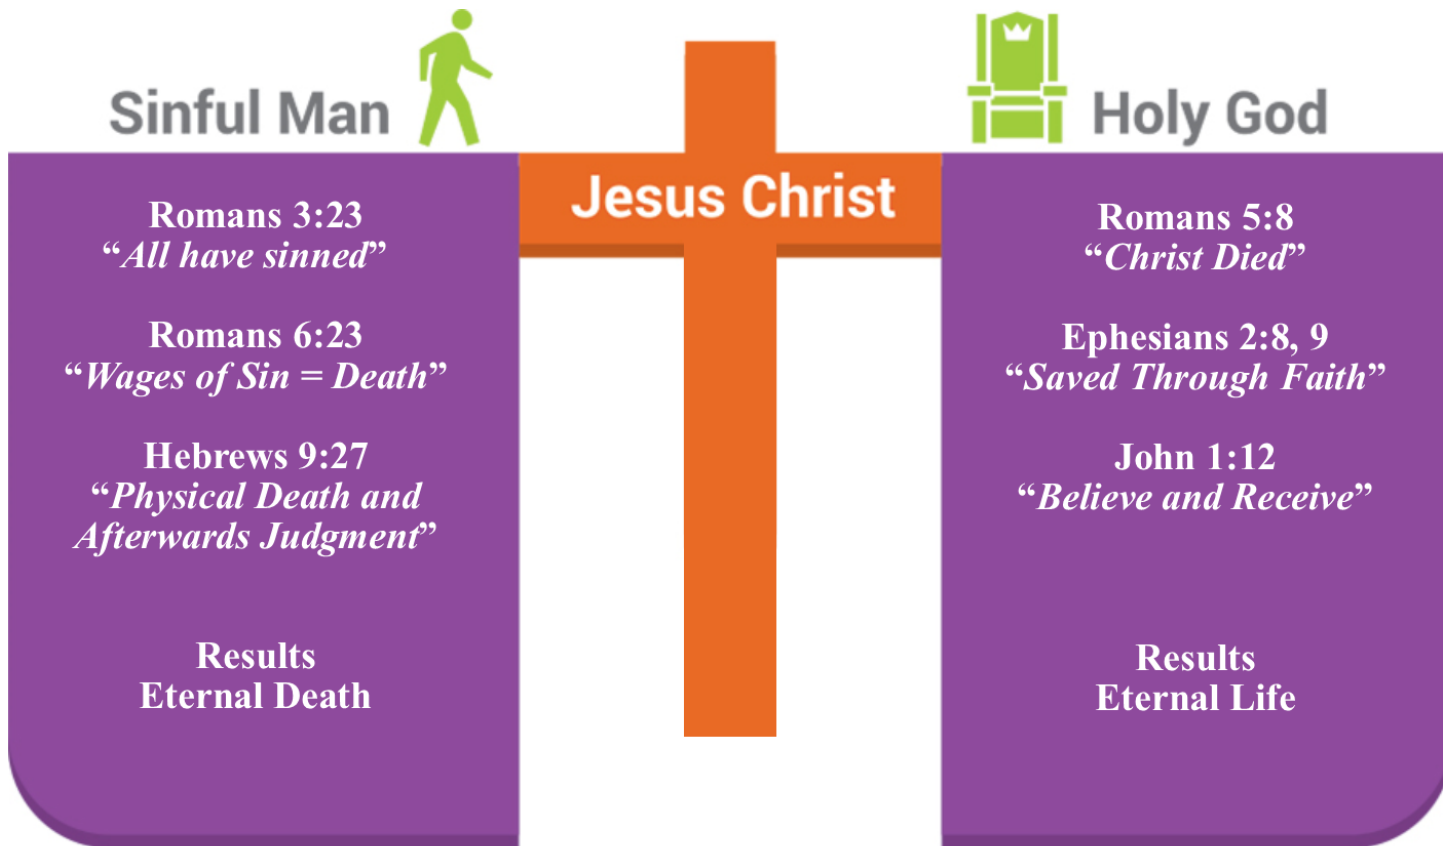 Sinful Man
Romans 3:23
“All have sinned”
Romans 6:23
“Wages of Sin = Death”
Hebrews 9:27
“Physical Death and
Afterwards Judgment”
Results
Eternal Death
Jesus Christ
Holy God
Romans 5:8
“Christ Died”
Ephesians 2:8, 9
“Saved Through Faith”
John 1:12
“Believe and Receive”
Results
Eternal Life